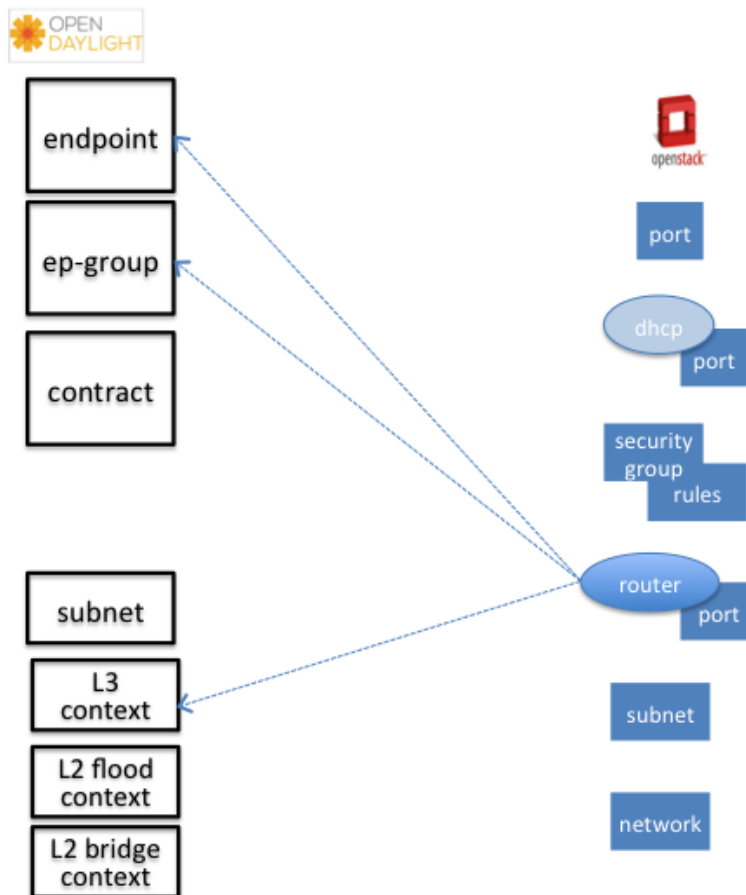 OPEN
DAYLIGHT
endpoint
ep-group
contract
subnet
L3
context
L2 flood
context
L2 bridge
context
openstack
port
dhcp
port
security
group
rules
router
port
subnet
network